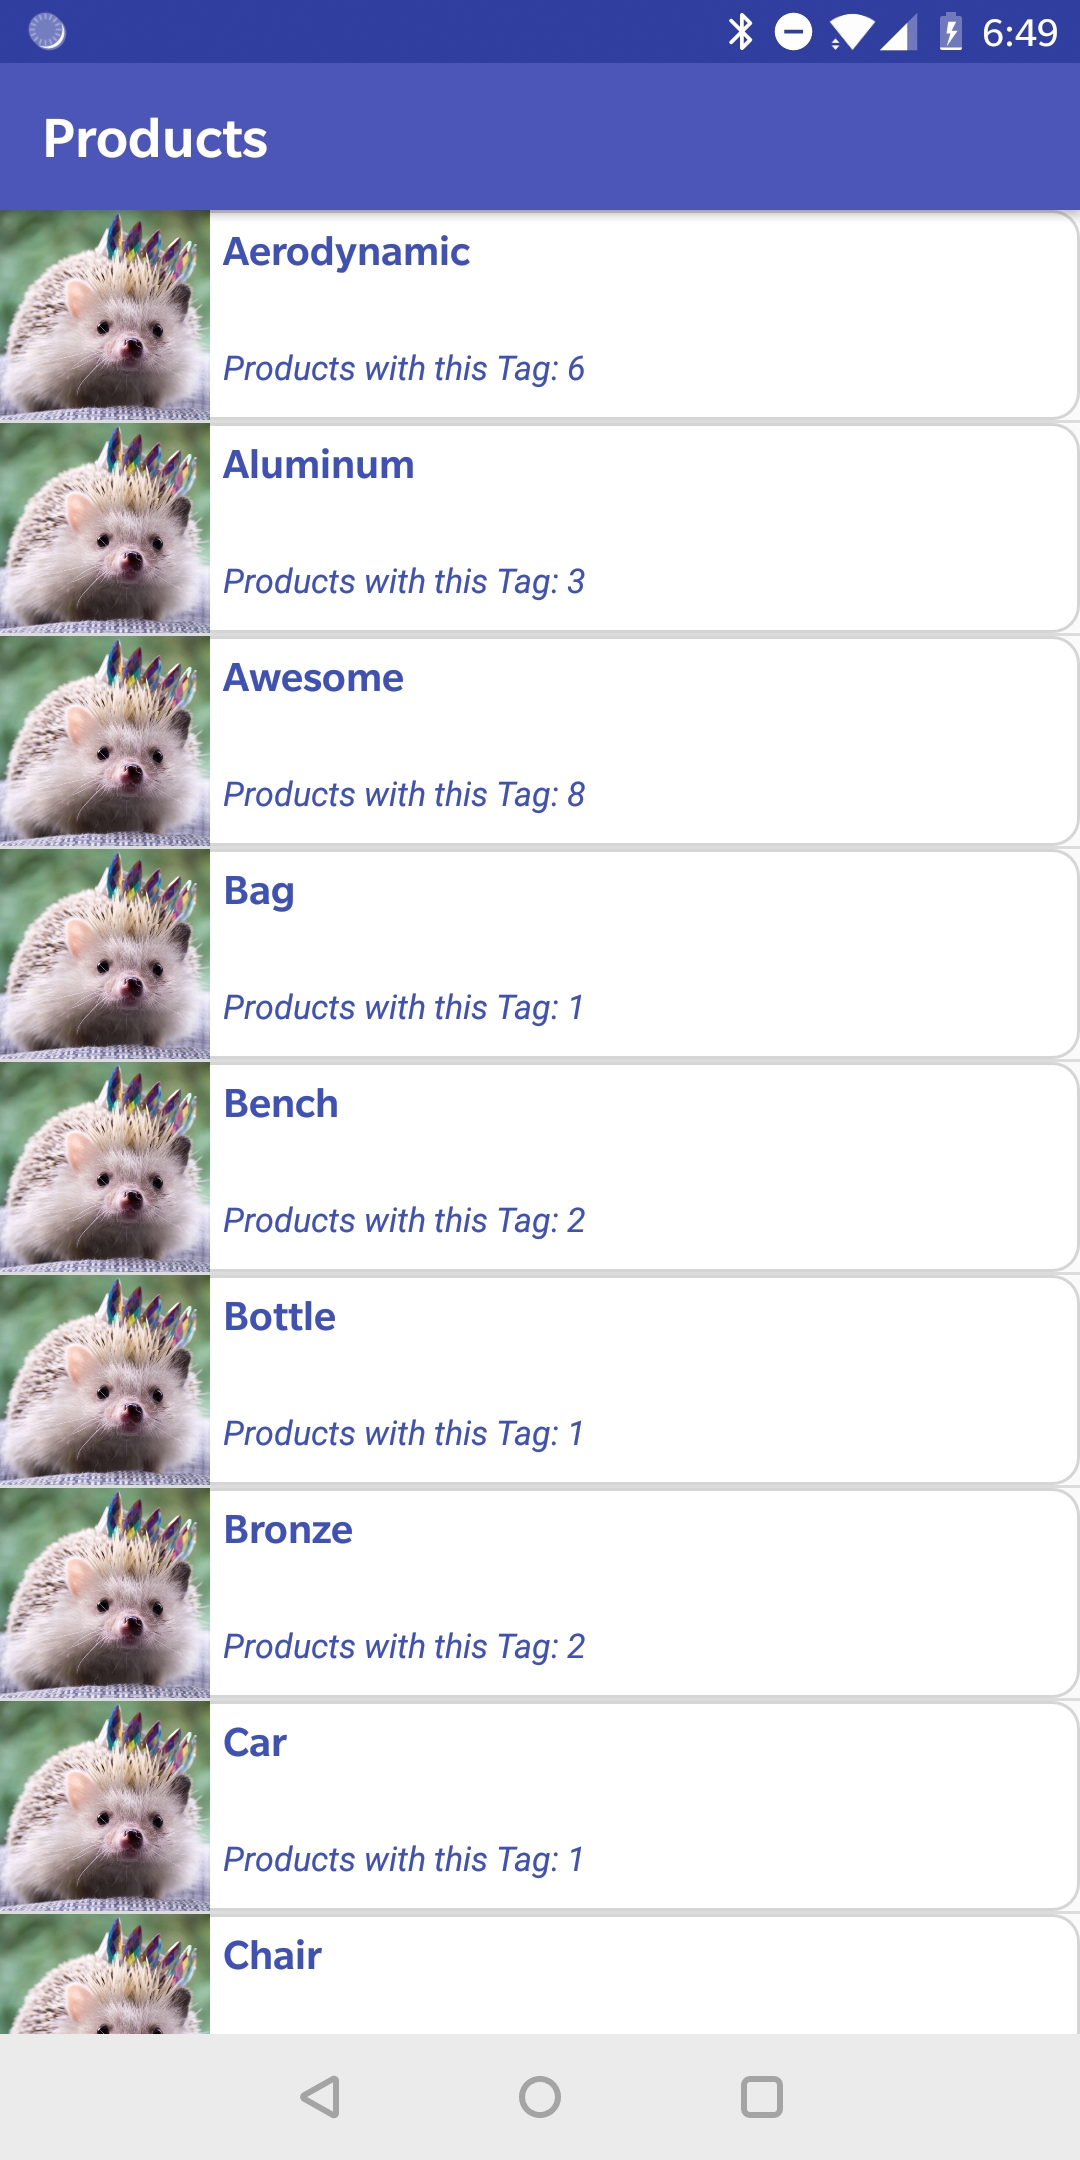 6:49
Products
Aerodynamic
Products with this Tag: 6
Aluminum
Products with this Tag: 3
Awesome
Products with this Tag: 8
Bag
Products with this Tag: 1
Bench
Products with this Tag: 2
Bottle
Products with this Tag: 1
Bronze
Products with this Tag: 2
Car
Products with this Tag: 1
Chair